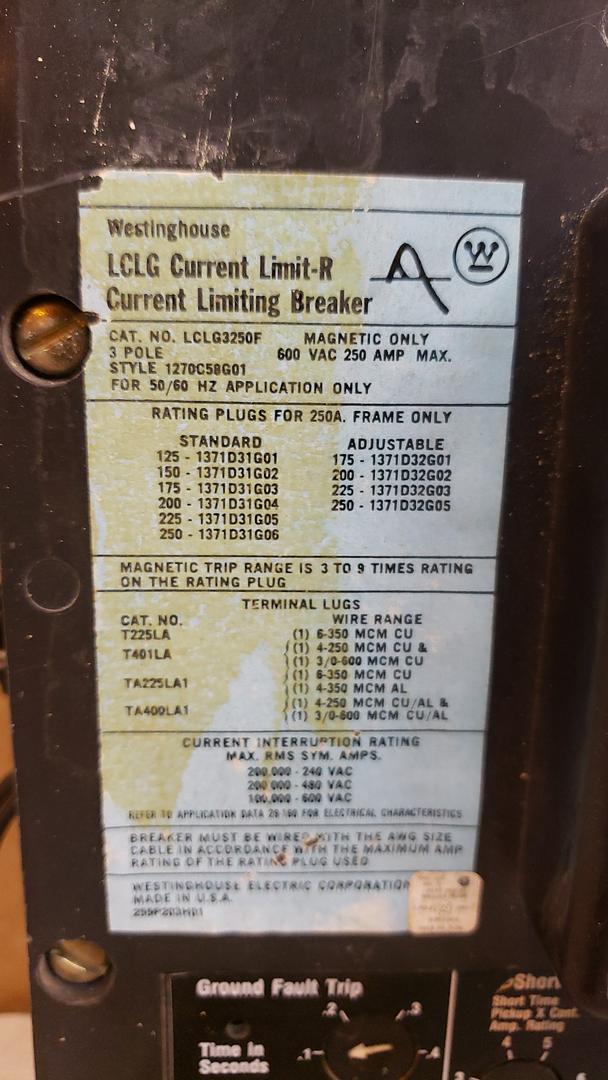 Westinghouse
LCLG Current Limit-R
Current Limiting Breaker
W
CAT. NO. LCLG3250F MAGNETIC ONLY
3 POLE 600 VAC 250 AMP MAX.
STYLE 1270C58G01
FOR 50/60 HZ APPLICATION ONLY
RATING PLUGS FOR 250A. FRAME ONLY
STANDARD ADJUSTABLE
125 - 1371D31G01 175 - 1371D32G01
150 - 1371D31G02 200 - 1371D32G02
175 - 1371D31G03 225 - 1371D32G03
200 - 1371D31G04 250 - 1371D32G05
225 - 1371D31G05
250 - 1371D31G06
MAGNETIC TRIP RANGE IS 3 TO 9 TIMES RATING
ON THE RATING PLUG
TERMINAL LUGS
CAT. NO. WIRE RANGE
T225LA (1) 6-350 MCM CU
T401LA (1) 4-250 MCM CU &
(1) 3/0-600 MCM CU
TA225LA1 (1) 6-350 MCM CU
(1) 4-350 MCM AL
TA400LA1 (1) 4-250 MCM CU/AL &
(1) 3/0-600 MCM CU/AL
CURRENT INTERRUPTION RATING
MAX. RMS SYM. AMPS.
200,000 - 240 VAC
200,000 - 480 VAC
100,000 - 600 VAC
REFER TO APPLICATION DATA 29-160 FOR ELECTRICAL CHARACTERISTICS
BREAKER MUST BE WIRED WITH THE AWG SIZE
CABLE IN ACCORDANCE WITH THE MAXIMUM AMP
RATING OF THE RATING PLUG USED
WESTINGHOUSE ELECTRIC CORPORATION
MADE IN U.S.A.
Ground Fault Trip
.2 .3
Time in
Seconds
.1 .4
Short
Short Time
Pickup X Cont.
Amp. Rating
4 5
3 6